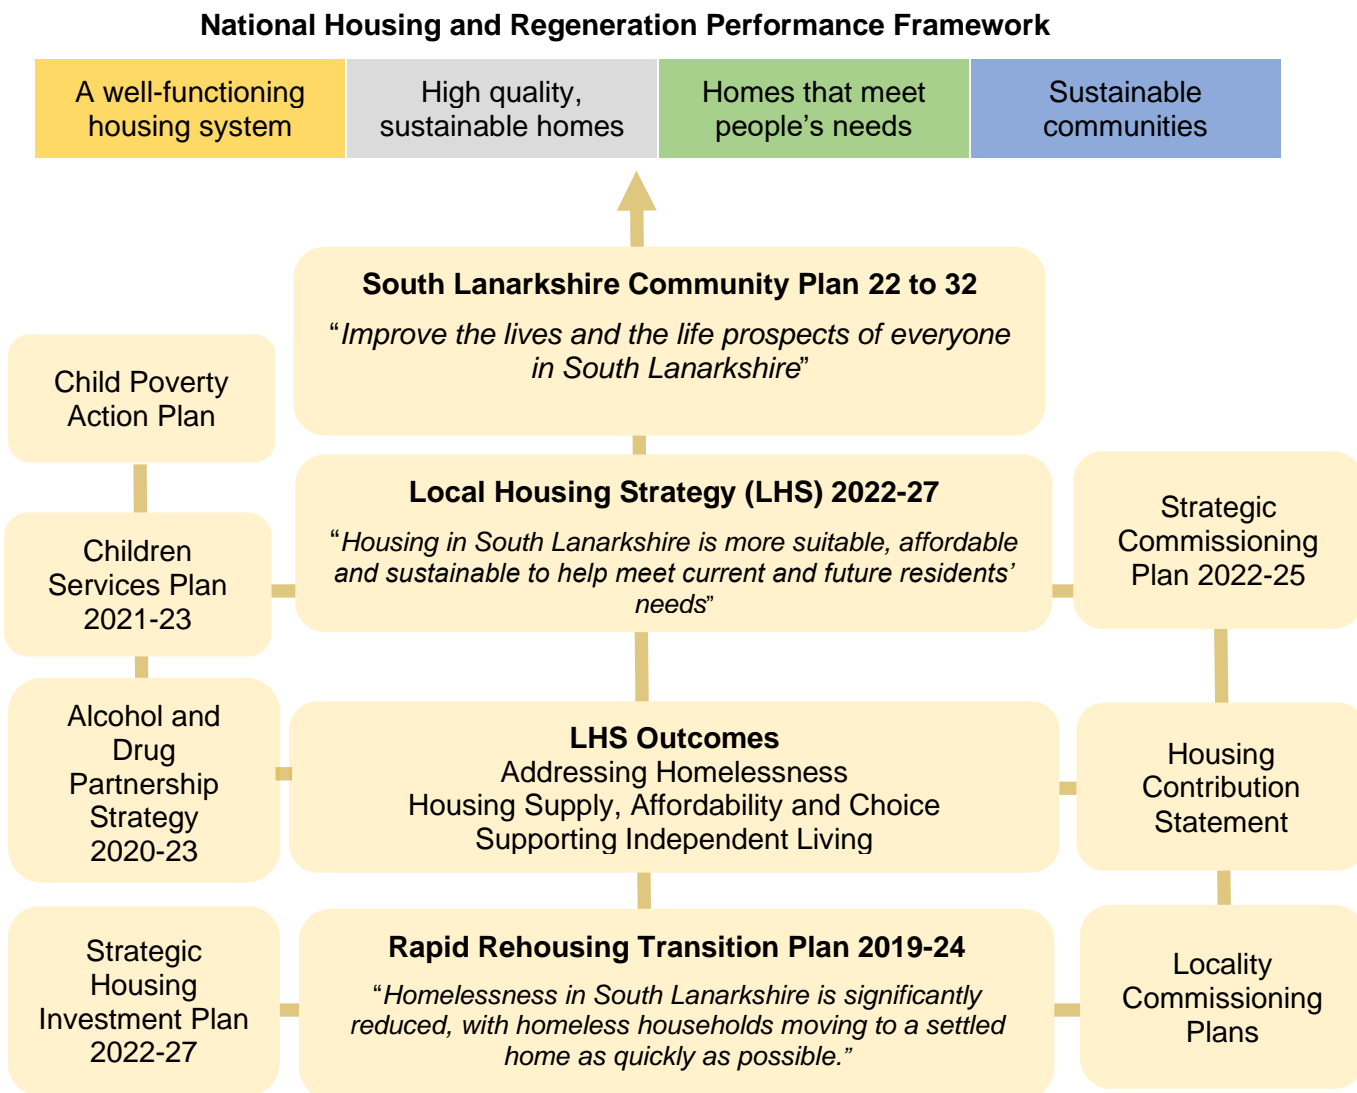 National Housing and Regeneration Performance Framework
A well-functioning
housing system
High quality,
sustainable homes
Homes that meet
people’s needs
Sustainable
communities
South Lanarkshire Community Plan 22 to 32
“Improve the lives and the life prospects of everyone
in South Lanarkshire”
Child Poverty
Action Plan
Local Housing Strategy (LHS) 2022-27
“Housing in South Lanarkshire is more suitable, affordable
and sustainable to help meet current and future residents’
needs”
Strategic
Commissioning
Plan 2022-25
Children
Services Plan
2021-23
Alcohol and
Drug
Partnership
Strategy
2020-23
LHS Outcomes
Addressing Homelessness
Housing Supply, Affordability and Choice
Supporting Independent Living
Housing
Contribution
Statement
Strategic
Housing
Investment Plan
2022-27
Rapid Rehousing Transition Plan 2019-24
“Homelessness in South Lanarkshire is significantly
reduced, with homeless households moving to a settled
home as quickly as possible.”
Locality
Commissioning
Plans